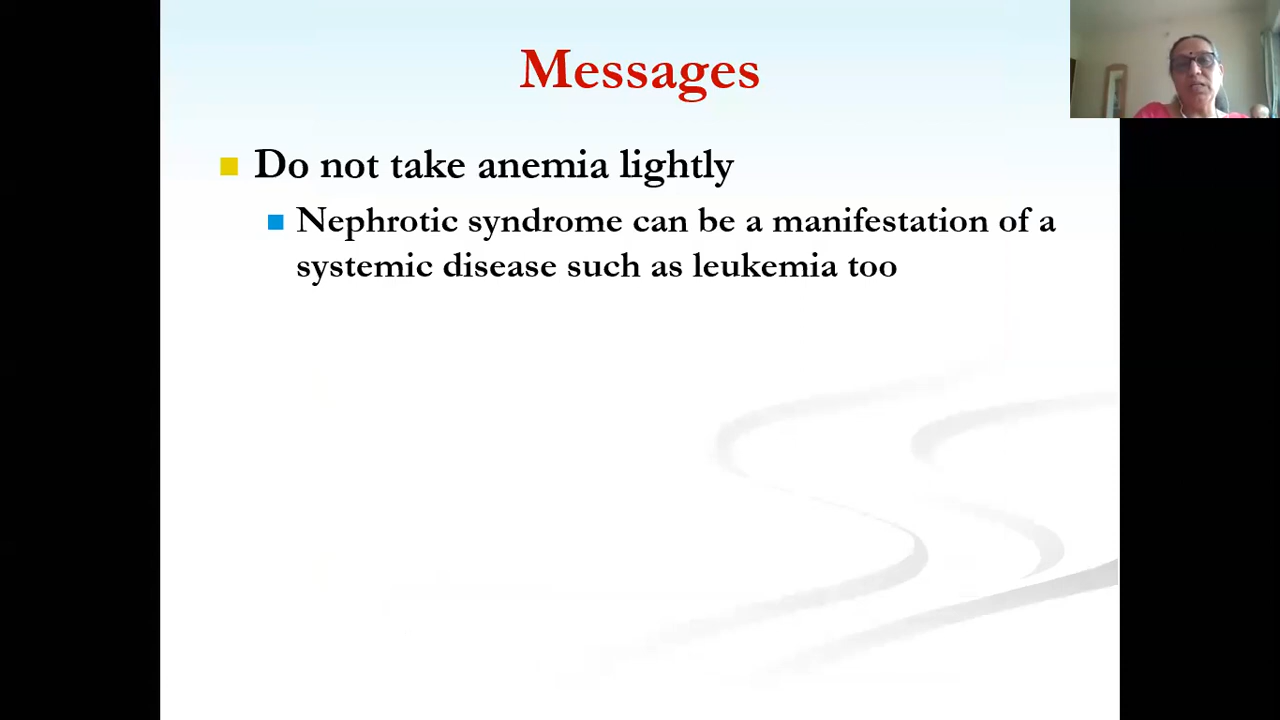 Messages
Do not take anemia lightly
Nephrotic syndrome can be a manifestation of a
systemic disease such as leukemia too